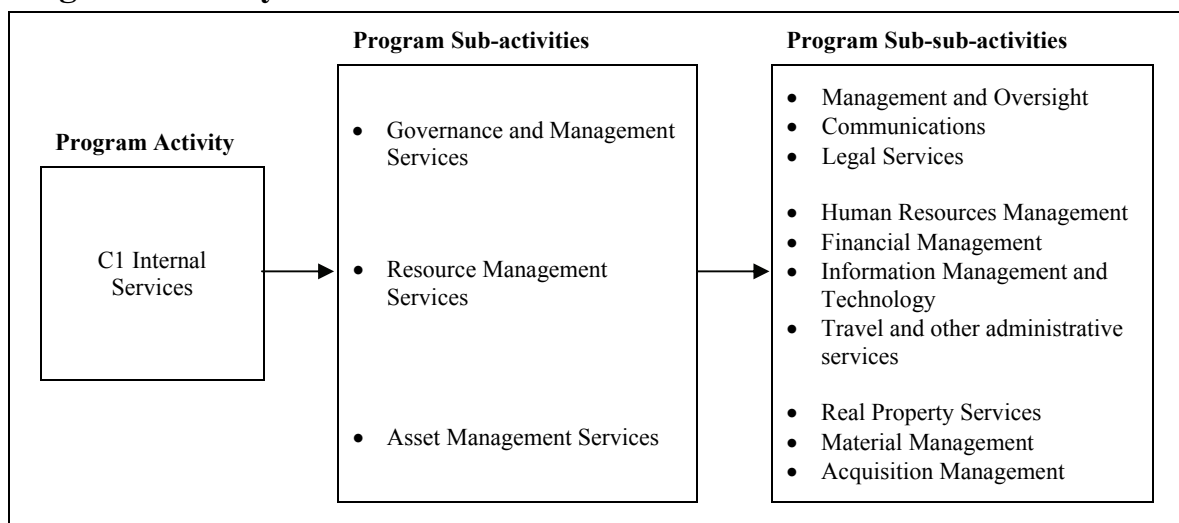 Program Sub-activities
Program Sub-sub-activities
Program Activity
C1 Internal
Services
• Governance and Management
Services
• Resource Management
Services
• Asset Management Services
• Management and Oversight
• Communications
• Legal Services
• Human Resources Management
• Financial Management
• Information Management and
Technology
• Travel and other administrative
services
• Real Property Services
• Material Management
• Acquisition Management